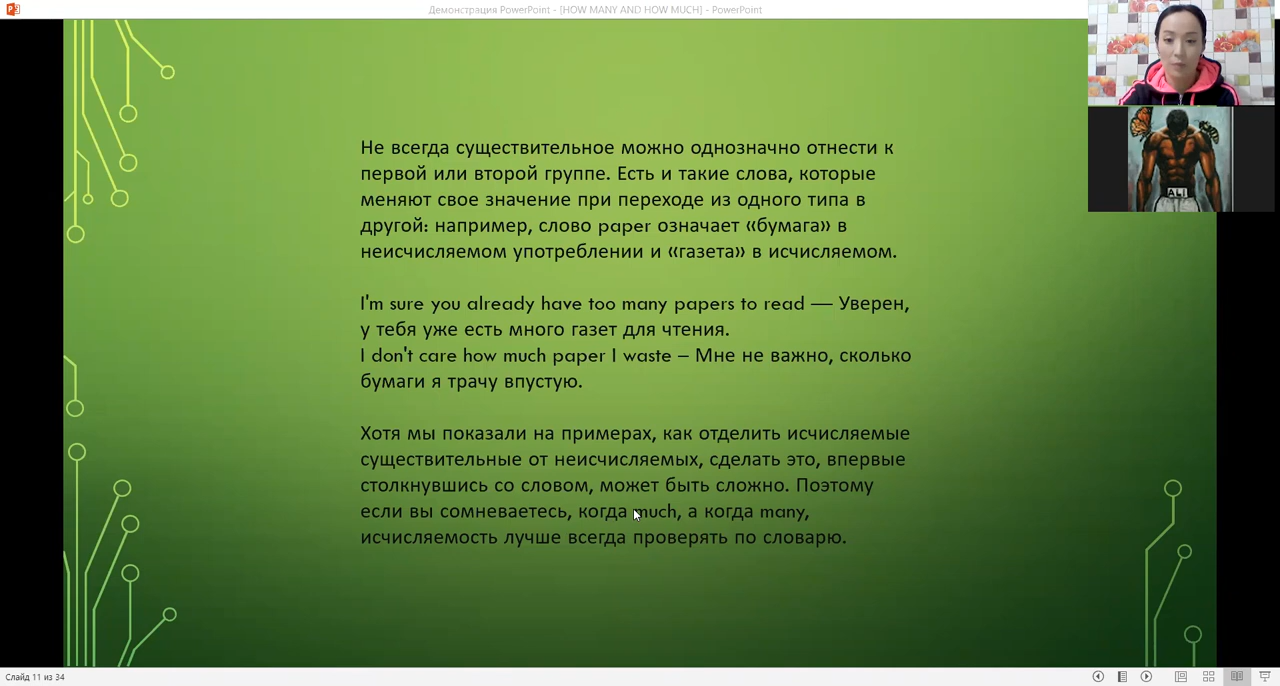 Демонстрация PowerPoint - [HOW MANY AND HOW MUCH] - PowerPoint
Не всегда существительное можно однозначно отнести к
первой или второй группе. Есть и такие слова, которые
меняют свое значение при переходе из одного типа в
другой: например, слово paper означает «бумага» в
неисчисляемом употреблении и «газета» в исчисляемом.
I'm sure you already have too many papers to read — Уверен,
у тебя уже есть много газет для чтения.
I don't care how much paper I waste – Мне не важно, сколько
бумаги я трачу впустую.
Хотя мы показали на примерах, как отделить исчисляемые
существительные от неисчисляемых, сделать это, впервые
столкнувшись со словом, может быть сложно. Поэтому
если вы сомневаетесь, когда much, а когда many,
исчисляемость лучше всегда проверять по словарю.
ALI
Слайд 11 из 34